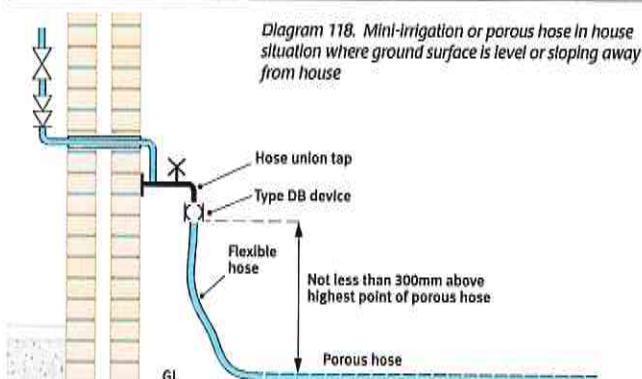 Diagram 118. Mini-irrigation or porous hose in house
situation where ground surface is level or sloping away
from house
Hose union tap
Type DB device
Flexible
hose
Not less than 300mm above
highest point of porous hose
Porous hose
GL